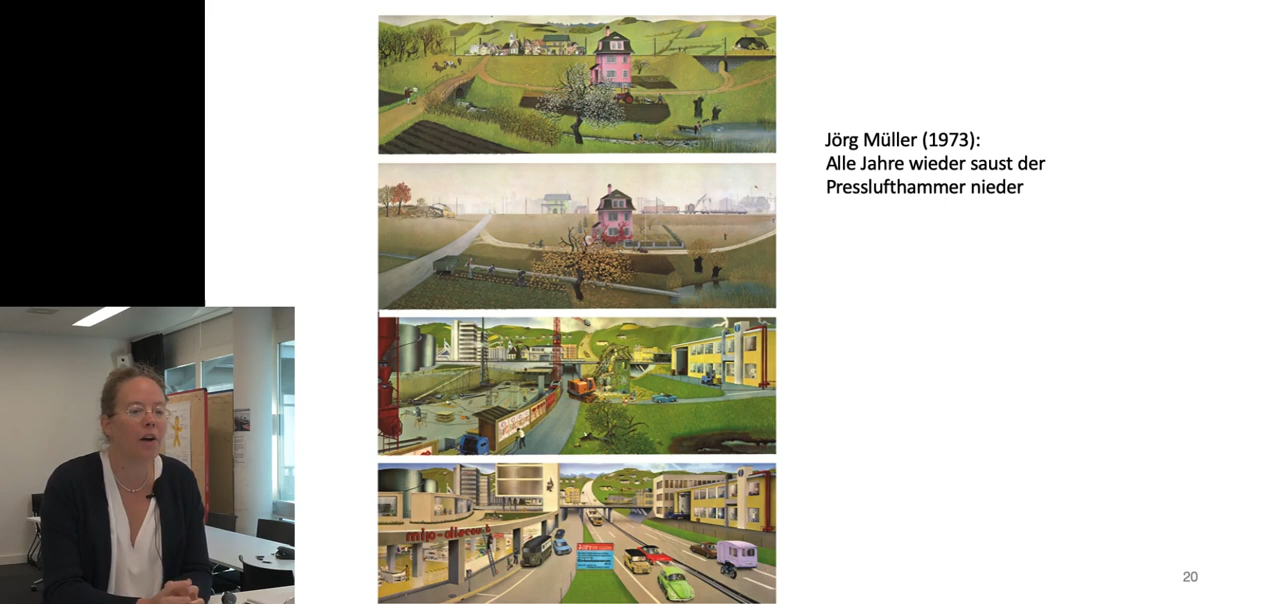 Jörg Müller (1973):
Alle Jahre wieder saust der
Presslufthammer nieder
20